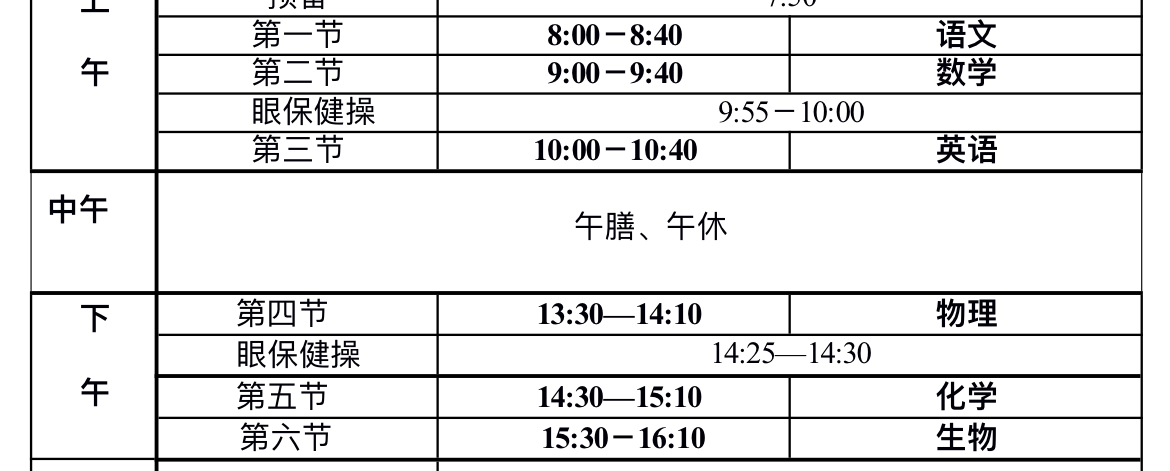 上午
第一节 8:00－8:40 语文
第二节 9:00－9:40 数学
眼保健操 9:55－10:00
第三节 10:00－10:40 英语
中午 午膳、午休
下午
第四节 13:30—14:10 物理
眼保健操 14:25—14:30
第五节 14:30—15:10 化学
第六节 15:30－16:10 生物